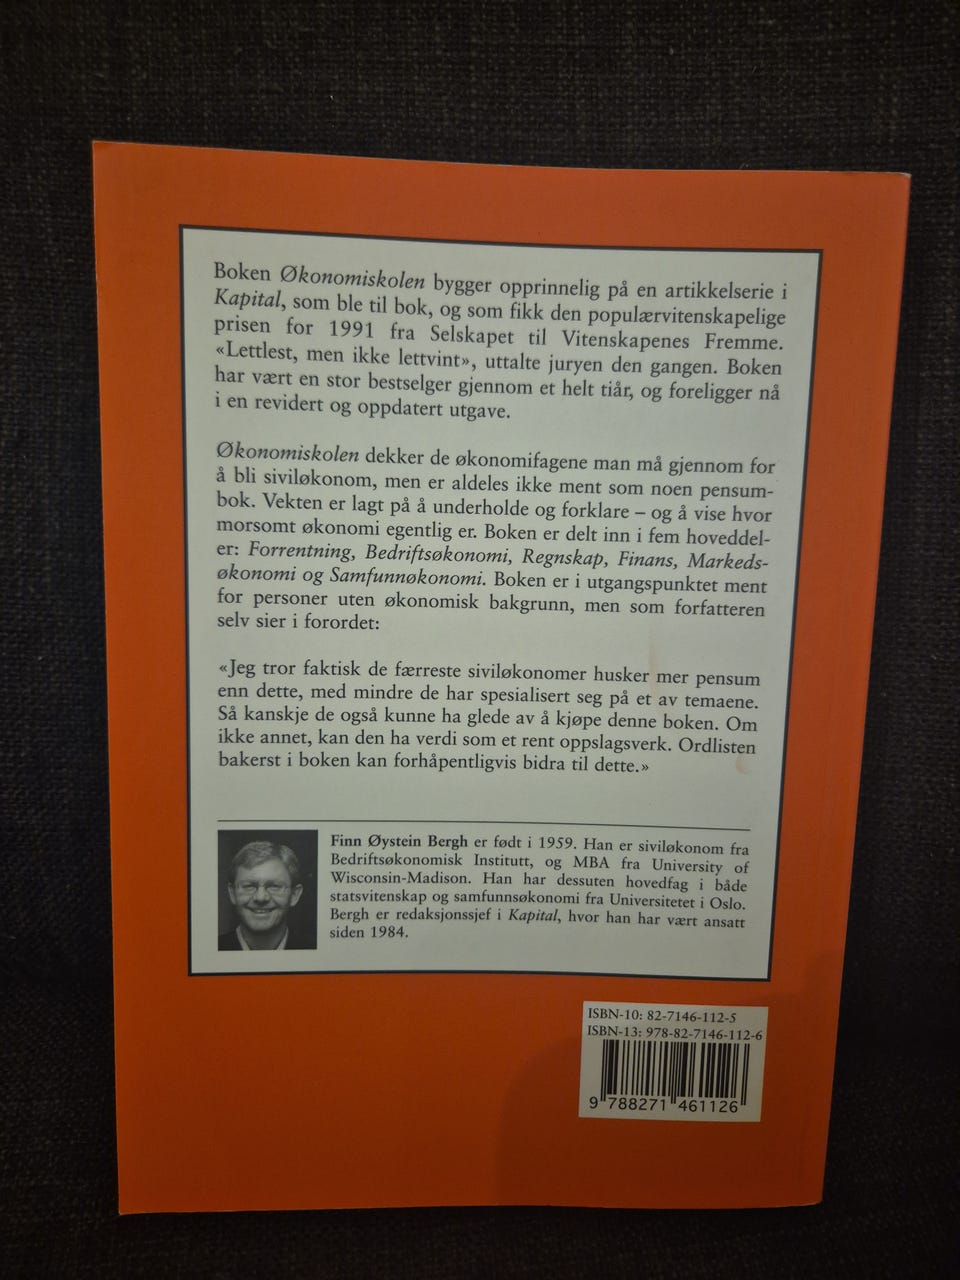 Boken Økonomiskolen bygger opprinnelig på en artikkelserie i
Kapital, som ble til bok, og som fikk den populærvitenskapelige
prisen for 1991 fra Selskapet til Vitenskapenes Fremme.
«Lettlest, men ikke lettvint», uttalte juryen den gangen. Boken
har vært en stor bestselger gjennom et helt tiår, og foreligger nå
i en revidert og oppdatert utgave.
Økonomiskolen dekker de økonomifagene man må gjennom for
å bli siviløkonom, men er aldeles ikke ment som noen pensum-
bok. Vekten er lagt på å underholde og forklare – og å vise hvor
morsomt økonomi egentlig er. Boken er delt inn i fem hoveddel-
er: Forrentning, Bedriftsøkonomi, Regnskap, Finans, Markeds-
økonomi og Samfunnøkonomi. Boken er i utgangspunktet ment
for personer uten økonomisk bakgrunn, men som forfatteren
selv sier i forordet:
«Jeg tror faktisk de færreste siviløkonomer husker mer pensum
enn dette, med mindre de har spesialisert seg på et av temaene.
Så kanskje de også kunne ha glede av å kjøpe denne boken. Om
ikke annet, kan den ha verdi som et rent oppslagsverk. Ordlisten
bakerst i boken kan forhåpentligvis bidra til dette.»
Finn Øystein Bergh er født i 1959. Han er siviløkonom fra
Bedriftsøkonomisk Institutt, og MBA fra University of
Wisconsin-Madison. Han har dessuten hovedfag i både
statsvitenskap og samfunnsøkonomi fra Universitetet i Oslo.
Bergh er redaksjonssjef i Kapital, hvor han har vært ansatt
siden 1984.
ISBN-10: 82-7146-112-5
ISBN-13: 978-82-7146-112-6
9 788271 461126